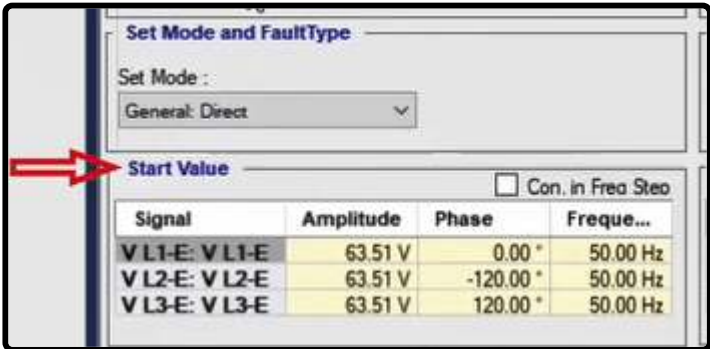 Set Mode and FaultType
Set Mode :
General: Direct
Start Value
Con. in Freq Step
Signal Amplitude Phase Freque...
V L1-E: V L1-E 63.51 V 0.00 ° 50.00 Hz
V L2-E: V L2-E 63.51 V -120.00 ° 50.00 Hz
V L3-E: V L3-E 63.51 V 120.00 ° 50.00 Hz